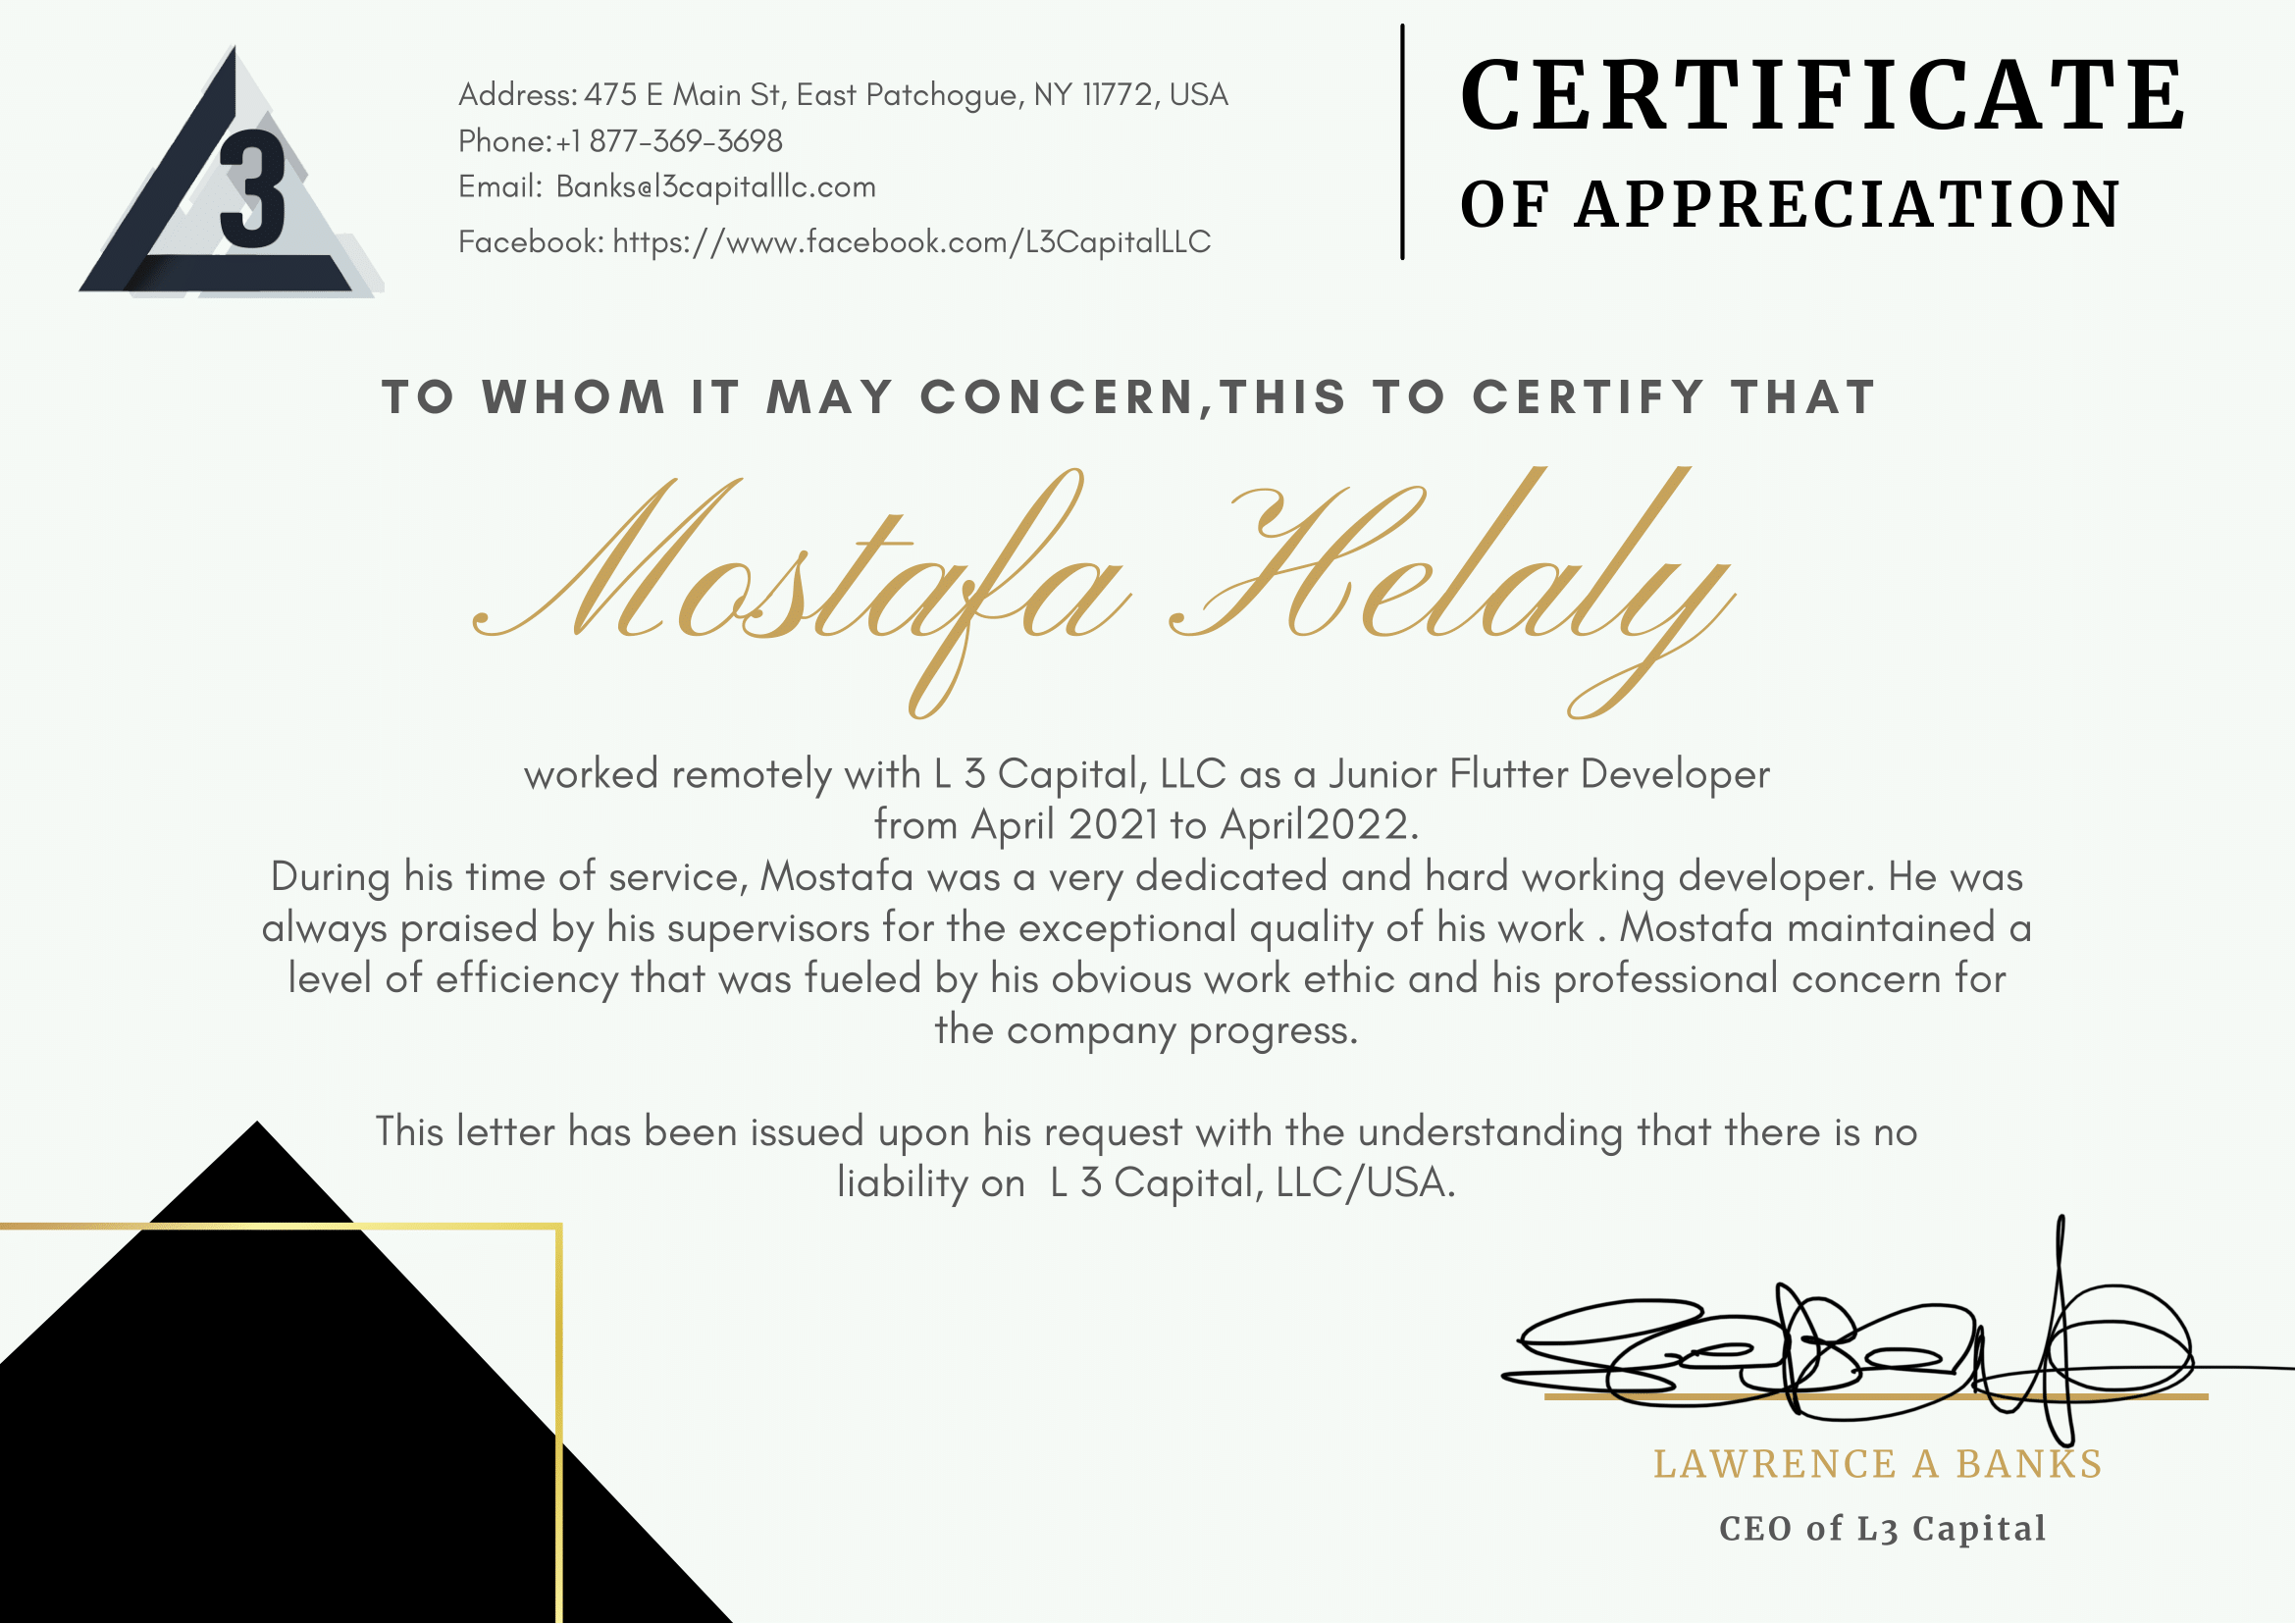 3
Address: 475 E Main St, East Patchogue, NY 11772, USA
Phone:+1 877-369-3698
Email: Banks@l3capitalllc.com
Facebook: https://www.facebook.com/L3CapitalLLC
CERTIFICATE
OF APPRECIATION
TO WHOM IT MAY CONCERN,THIS TO CERTIFY THAT
Mostafa Helaly
worked remotely with L 3 Capital, LLC as a Junior Flutter Developer
from April 2021 to April2022.
During his time of service, Mostafa was a very dedicated and hard working developer. He was
always praised by his supervisors for the exceptional quality of his work . Mostafa maintained a
level of efficiency that was fueled by his obvious work ethic and his professional concern for
the company progress.
This letter has been issued upon his request with the understanding that there is no
liability on  L 3 Capital, LLC/USA.
LAWRENCE A BANKS
CEO of L3 Capital